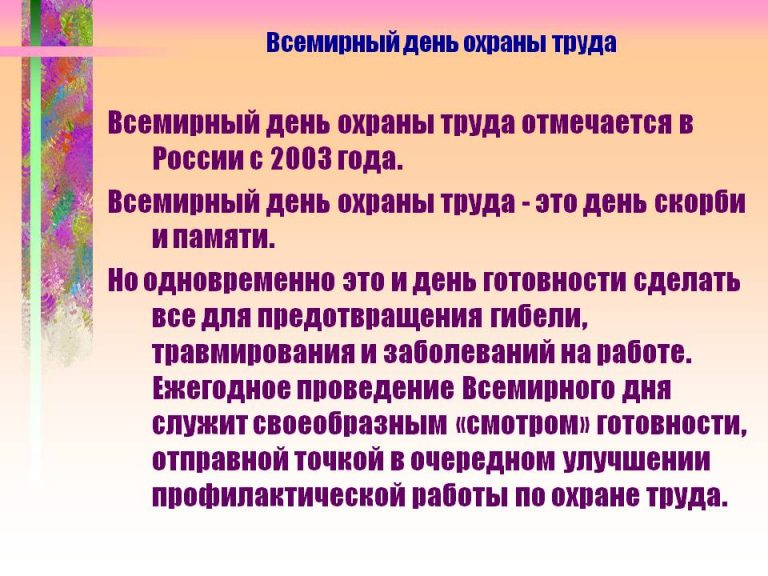 Всемирный день охраны труда
Всемирный день охраны труда отмечается в
России с 2003 года.
Всемирный день охраны труда - это день скорби
и памяти.
Но одновременно это и день готовности сделать
все для предотвращения гибели,
травмирования и заболеваний на работе.
Ежегодное проведение Всемирного дня
служит своеобразным «смотром» готовности,
отправной точкой в очередном улучшении
профилактической работы по охране труда.